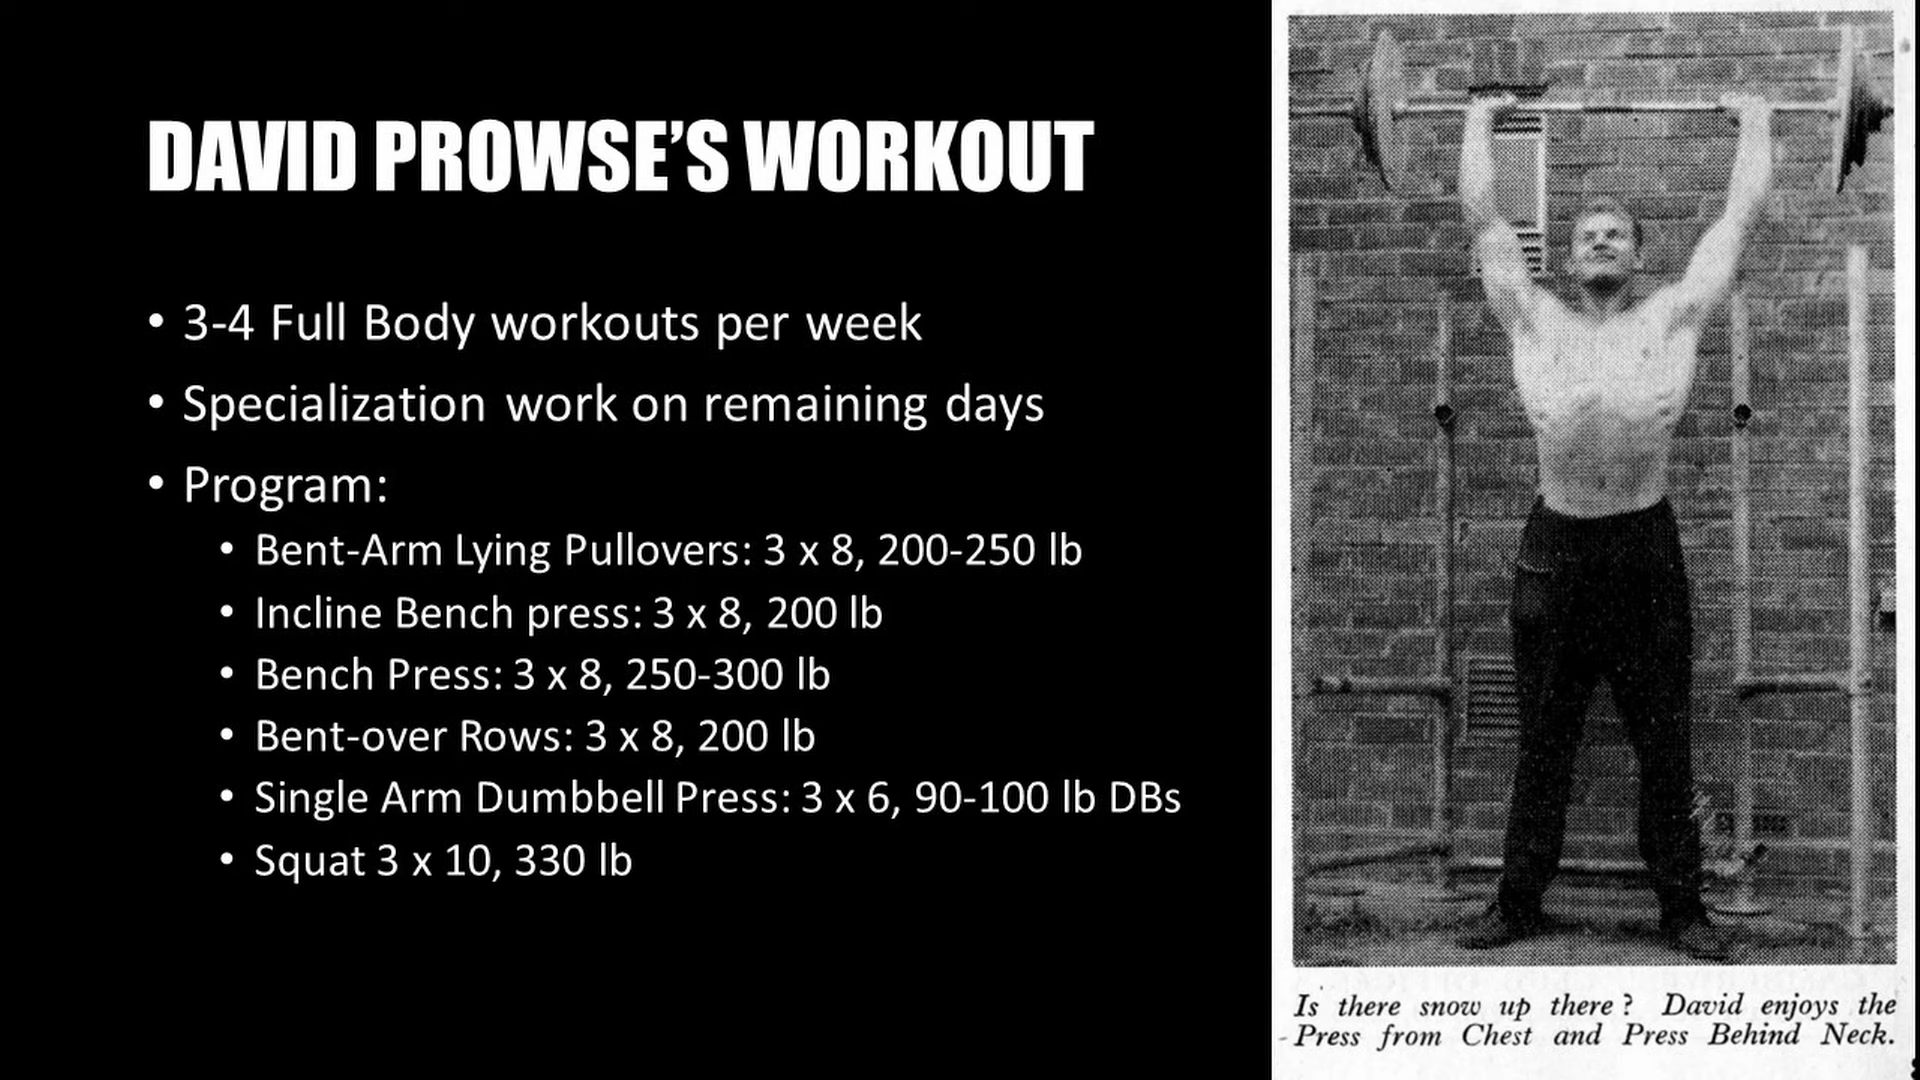 DAVID PROWSE’S WORKOUT
• 3-4 Full Body workouts per week
• Specialization work on remaining days
• Program:
• Bent-Arm Lying Pullovers: 3 x 8, 200-250 lb
• Incline Bench press: 3 x 8, 200 lb
• Bench Press: 3 x 8, 250-300 lb
• Bent-over Rows: 3 x 8, 200 lb
• Single Arm Dumbbell Press: 3 x 6, 90-100 lb DBs
• Squat 3 x 10, 330 lb
Is there snow up there? David enjoys the
Press from Chest and Press Behind Neck.